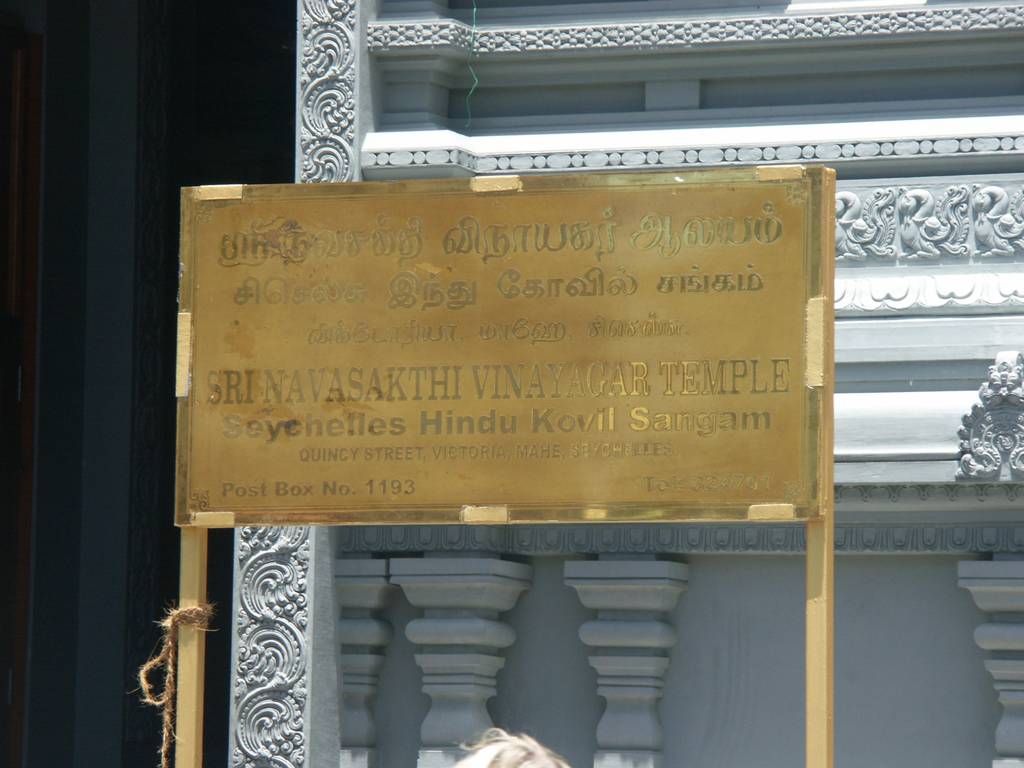 ஸ்ரீ நவசக்தி விநாயகர் ஆலயம்
சிசெல்சு இந்து கோவில் சங்கம்
விக்டோறியா, மாஹே, சிசெல்சு.
SRI NAVASAKTHI VINAYAGAR TEMPLE
Seychelles Hindu Kovil Sangam
QUINCY STREET, VICTORIA, MAHE, SEYCHELLES.
Post Box No. 1193
Tel: